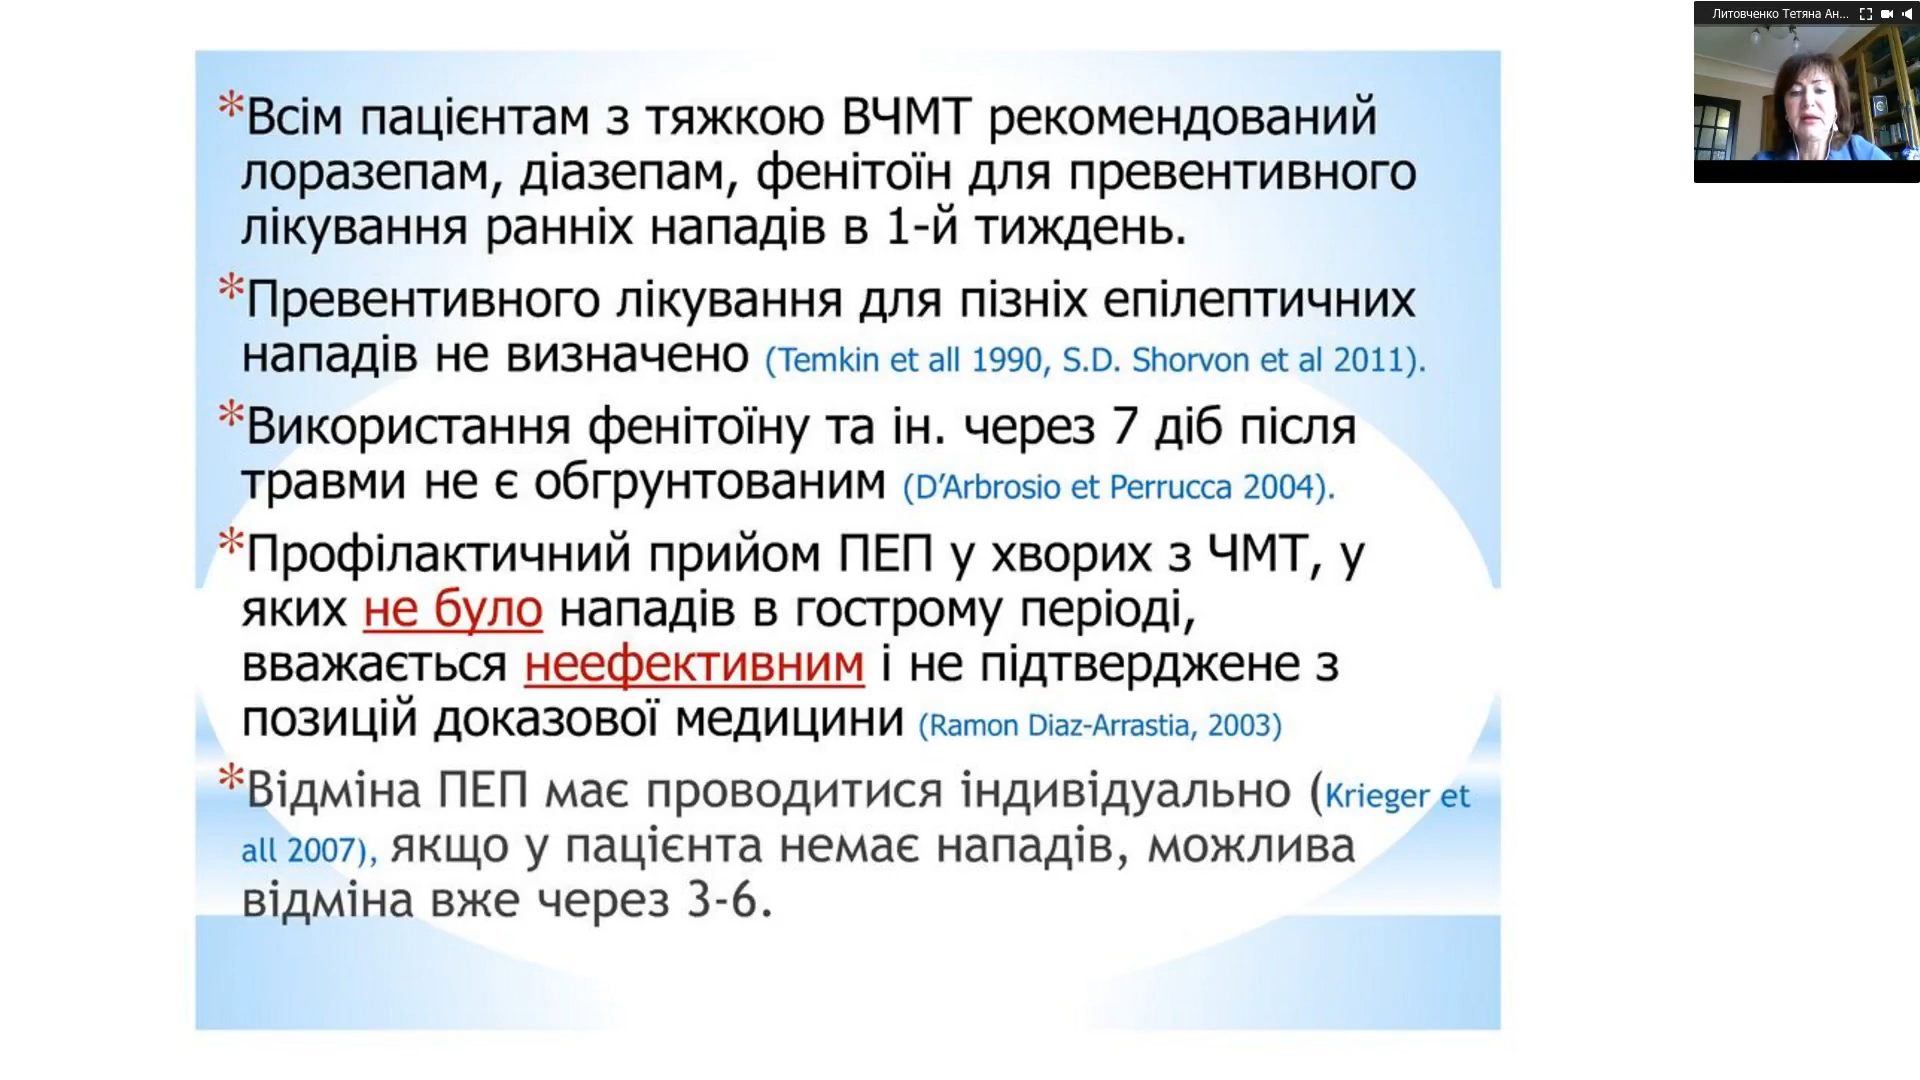 Литовченко Тетяна Ан...
*Всім пацієнтам з тяжкою ВЧМТ рекомендований
лоразепам, діазепам, фенітоїн для превентивного
лікування ранніх нападів в 1-й тиждень.
*Превентивного лікування для пізніх епілептичних
нападів не визначено (Temkin et all 1990, S.D. Shorvon et al 2011).
*Використання фенітоїну та ін. через 7 діб після
травми не є обгрунтованим (D’Arbrosio et Perrucca 2004).
*Профілактичний прийом ПЕП у хворих з ЧМТ, у
яких не було нападів в гострому періоді,
вважається неефективним і не підтверджене з
позицій доказової медицини (Ramon Diaz-Arrastia, 2003)
*Відміна ПЕП має проводитися індивідуально (Krieger et
all 2007), якщо у пацієнта немає нападів, можлива
відміна вже через 3-6.